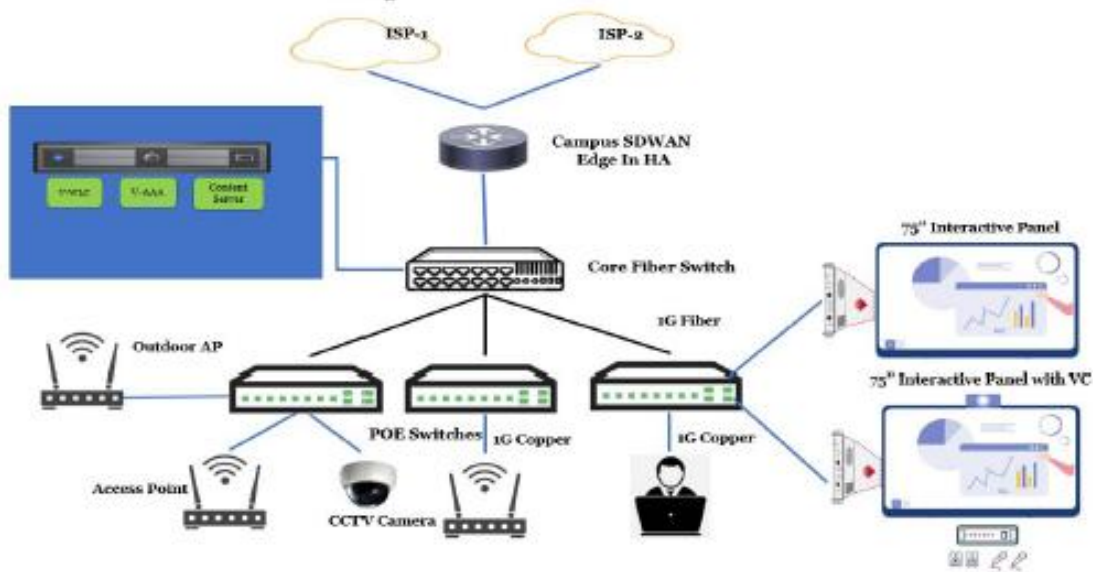 ISP-1
ISP-2
Campus SDWAN
Edge In HA
V-AAA
Content
Server
Core Fiber Switch
75" Interactive Panel
1G Fiber
Outdoor AP
75" Interactive Panel with VC
POE Switches
1G Copper
1G Copper
Access Point
CCTV Camera